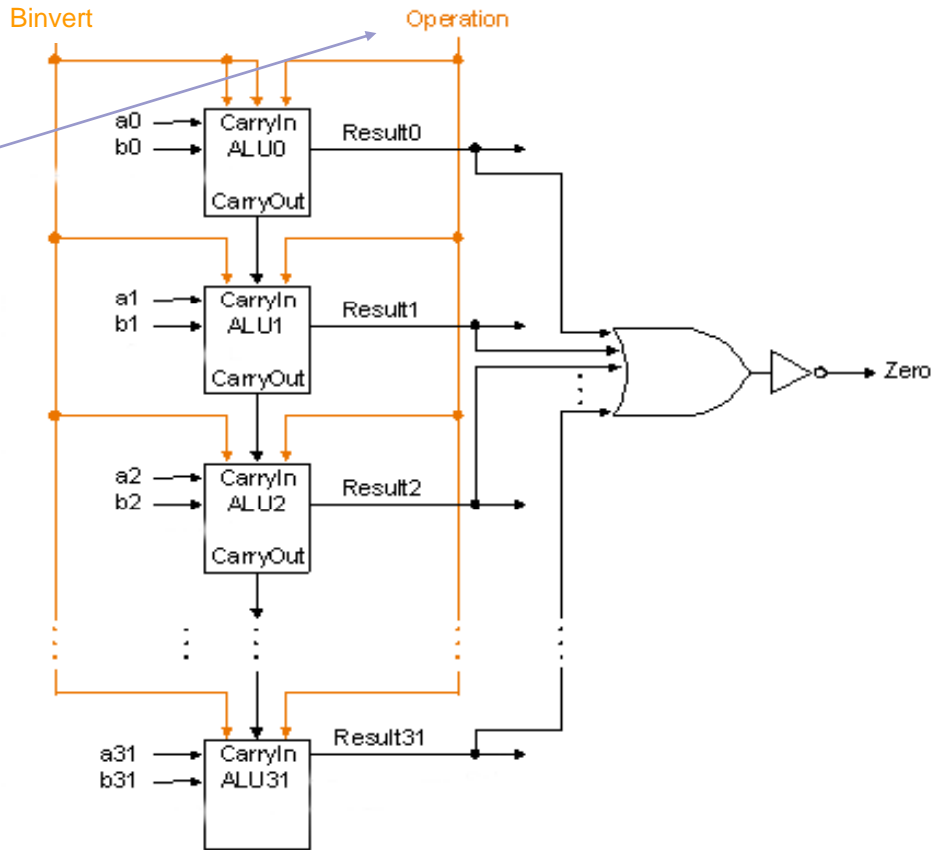 Binvert
Operation
a0
b0
CarryIn
ALU0
CarryOut
Result0
a1
b1
CarryIn
ALU1
CarryOut
Result1
Zero
a2
b2
CarryIn
ALU2
CarryOut
Result2
a31
b31
CarryIn
ALU31
Result31